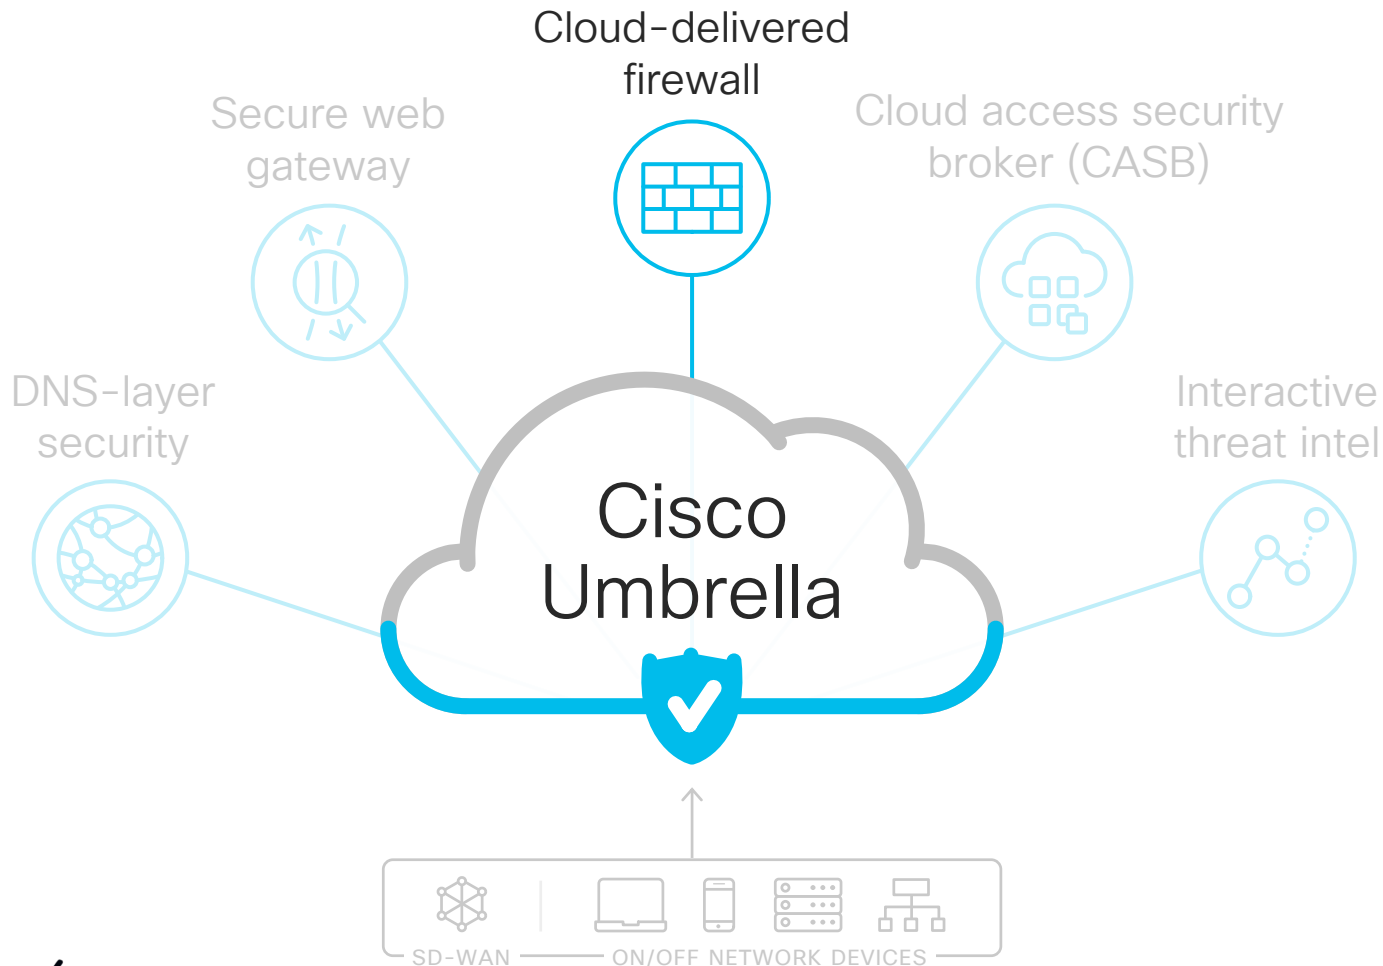 Cloud-delivered
firewall
Secure web
gateway
Cloud access security
broker (CASB)
DNS-layer
security
Interactive
threat intel
Cisco
Umbrella
SD-WAN
ON/OFF NETWORK DEVICES